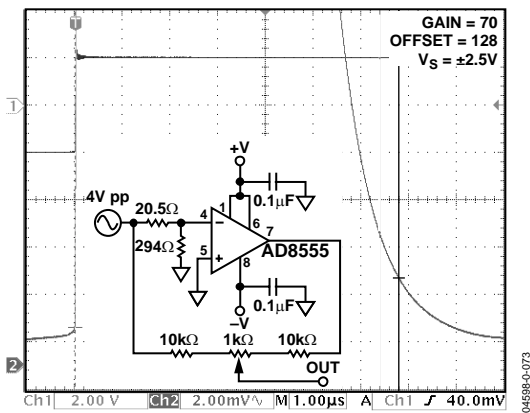 T
GAIN = 70
OFFSET = 128
VS = ±2.5V
1
+V
4V pp
20.5Ω
0.1µF
1
4
−
6
7
294Ω
5
+
8
AD8555
0.1µF
−V
10kΩ
1kΩ
10kΩ
OUT
2
Ch1 2.00 V Ch2 2.00mV∿ M 1.00µs A Ch1 ƒ 40.0mV
04598-0-073